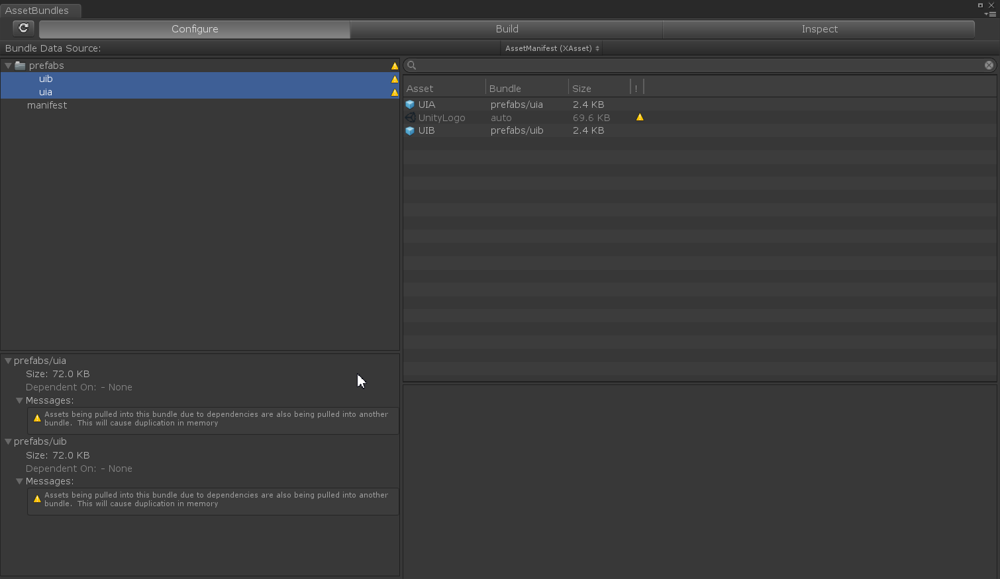 AssetBundles
Configure
Build
Inspect
Bundle Data Source:
AssetManifest (XAsset)
prefabs
uib
uia
manifest
Asset
Bundle
Size
!
UIA
prefabs/uia
2.4 KB
UnityLogo
auto
69.6 KB
UIB
prefabs/uib
2.4 KB
prefabs/uia
Size: 72.0 KB
Dependent On: - None
Messages:
Assets being pulled into this bundle due to dependencies are also being pulled into another
bundle.  This will cause duplication in memory
prefabs/uib
Size: 72.0 KB
Dependent On: - None
Messages:
Assets being pulled into this bundle due to dependencies are also being pulled into another
bundle.  This will cause duplication in memory